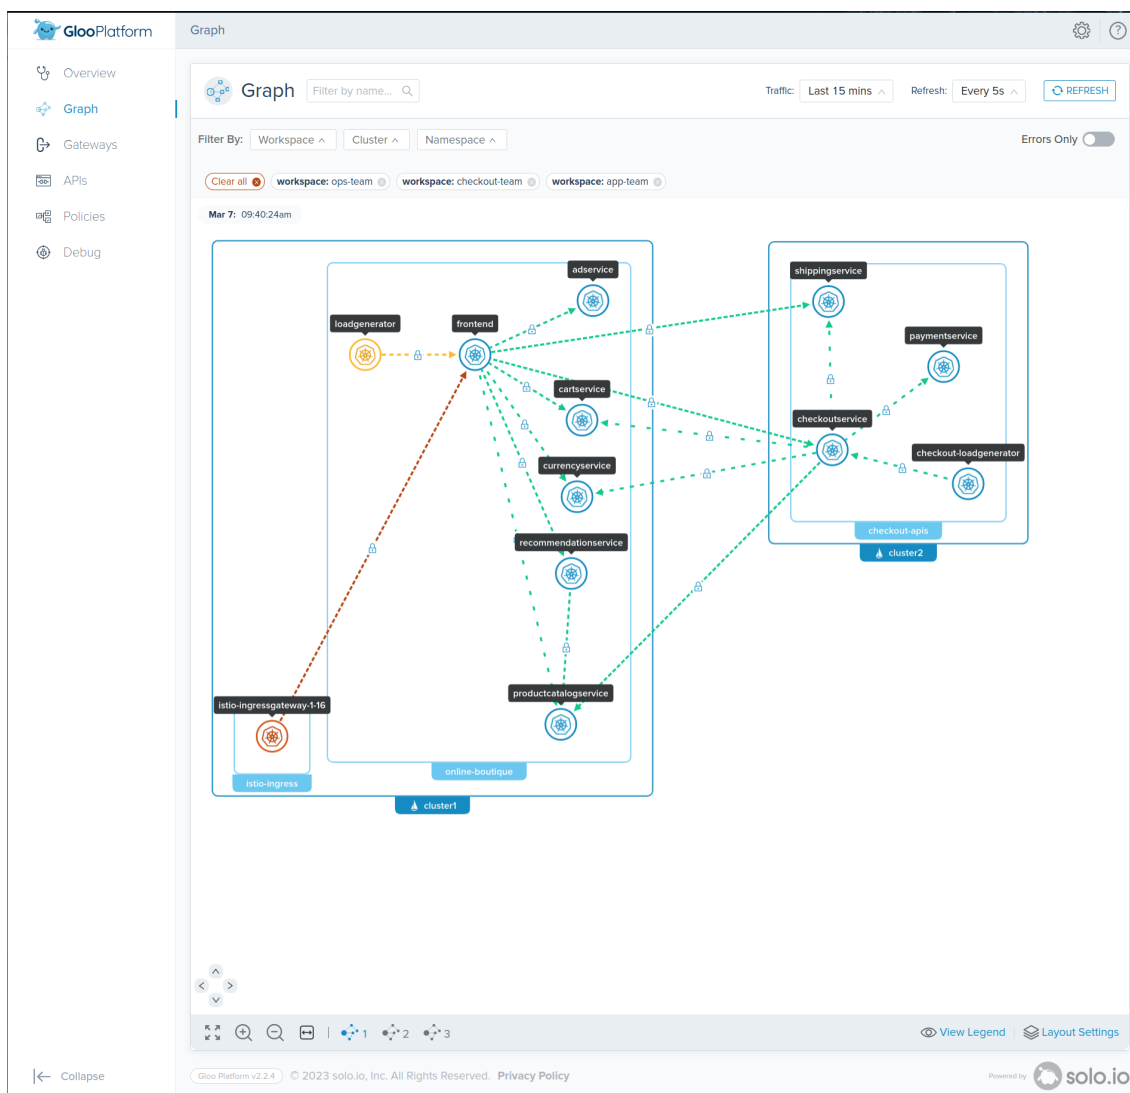 GlooPlatform
Graph
Overview
Graph
Gateways
APIs
Policies
Debug
Graph
Filter by name...
Traffic:
Last 15 mins
Refresh:
Every 5s
REFRESH
Filter By:
Workspace
Cluster
Namespace
Errors Only
Clear all
workspace: ops-team
workspace: checkout-team
workspace: app-team
Mar 7: 09:40:24am
adservice
shippingservice
loadgenerator
frontend
paymentservice
cartservice
checkoutservice
currencyservice
checkout-loadgenerator
recommendationservice
checkout-apis
cluster2
productcatalogservice
istio-ingressgateway-1-16
online-boutique
istio-ingress
cluster1
1
2
3
View Legend
Layout Settings
Collapse
Gloo Platform v2.2.4
© 2023 solo.io, Inc. All Rights Reserved.
Privacy Policy
Powered by
solo.io